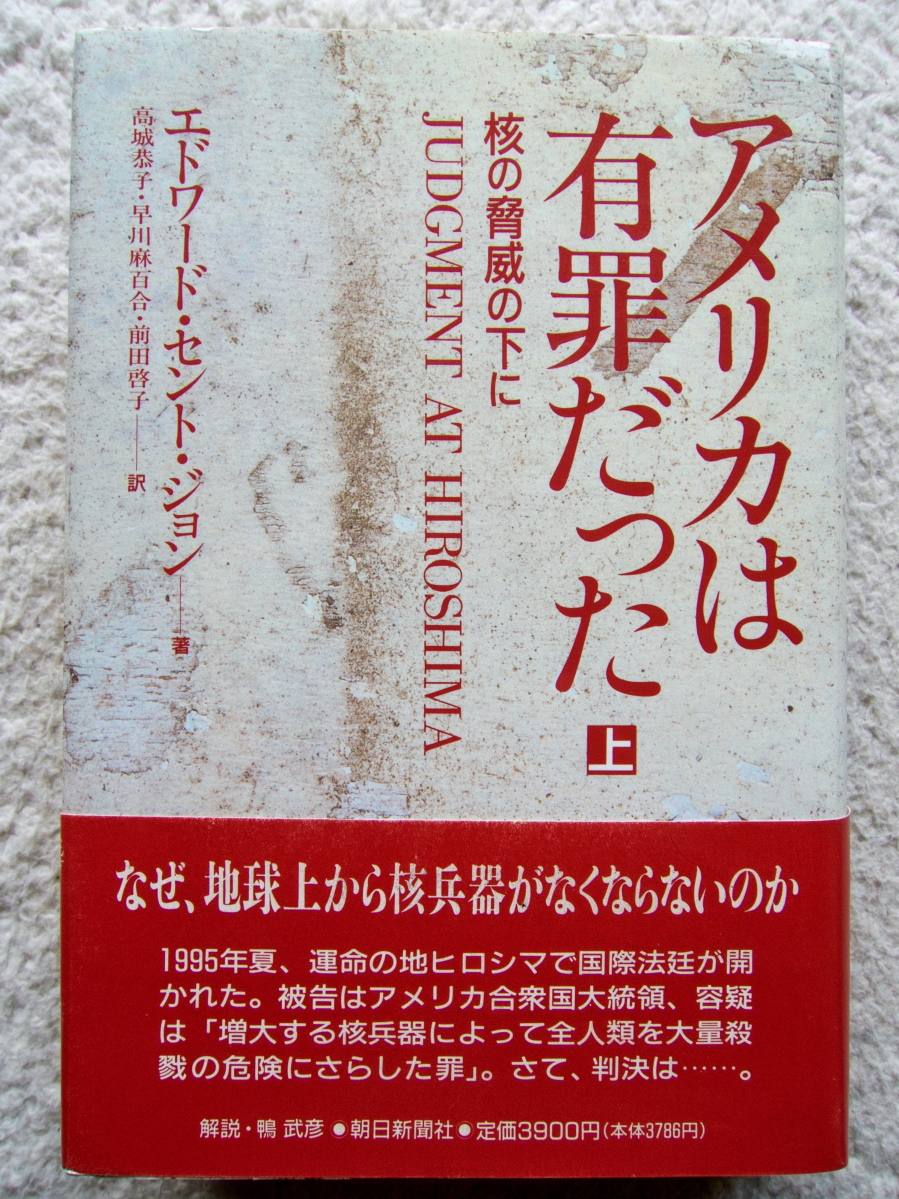 アメリカは
有罪だった
上
核の脅威の下に
JUDGMENT AT HIROSHIMA
エドワード・セント・ジョン——著
高城恭子・早川麻百合・前田啓子——訳
なぜ、地球上から核兵器がなくならないのか
1995年夏、運命の地ヒロシマで国際法廷が開
かれた。被告はアメリカ合衆国大統領、容疑
は「増大する核兵器によって全人類を大量殺
戮の危険にさらした罪」。さて、判決は……。
解説・鴨 武彦●朝日新聞社●定価3900円(本体3786円)